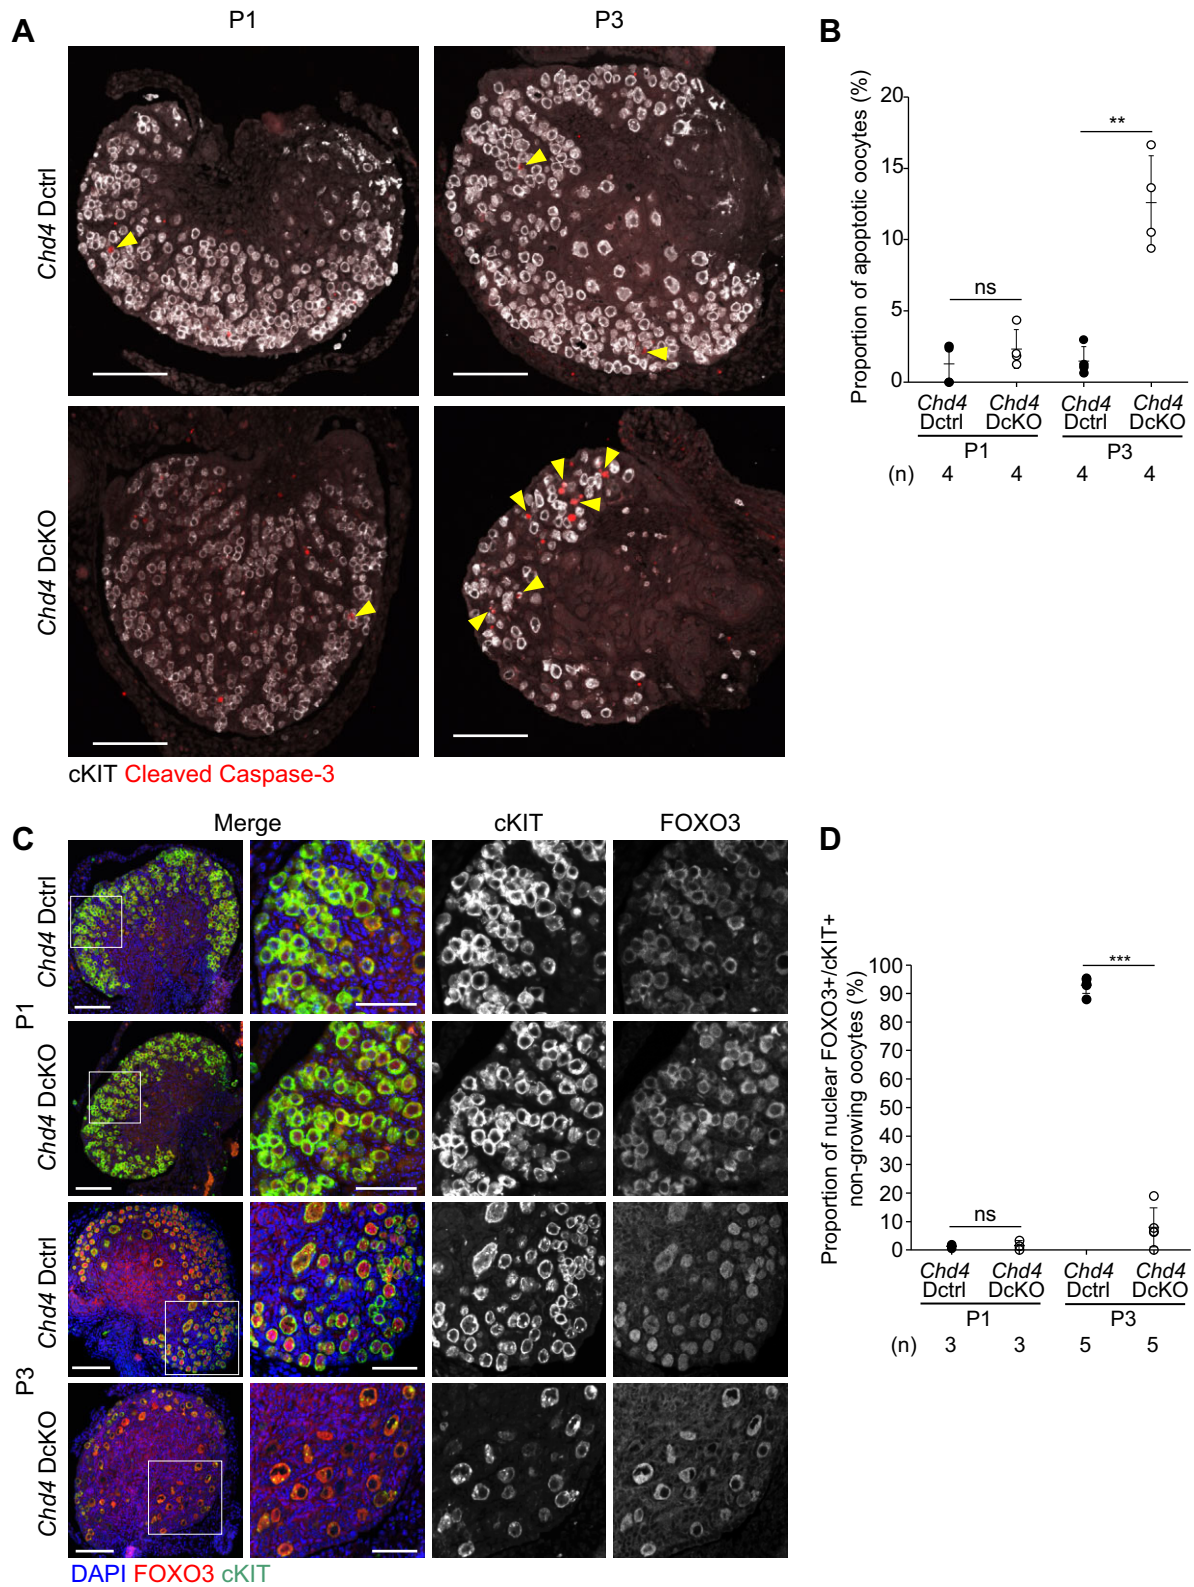 A
P1
P3
Chd4 Dctrl
Chd4 DcKO
cKIT Cleaved Caspase-3
B
Proportion of apoptotic oocytes (%)
20
15
10
5
0
ns
**
Chd4 Dctrl
Chd4 DcKO
Chd4 Dctrl
Chd4 DcKO
P1
P3
(n) 4 4 4 4
C
Merge
cKIT
FOXO3
P1
Chd4 Dctrl
Chd4 DcKO
P3
Chd4 Dctrl
Chd4 DcKO
DAPI FOXO3 cKIT
D
Proportion of nuclear FOXO3+/cKIT+
non-growing oocytes (%)
100
90
80
70
60
50
40
30
20
10
0
ns
***
Chd4 Dctrl
Chd4 DcKO
Chd4 Dctrl
Chd4 DcKO
P1
P3
(n) 3 3 5 5